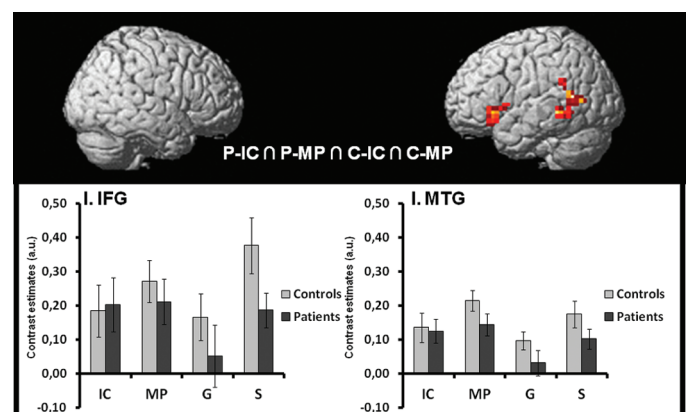 P-IC ∩ P-MP ∩ C-IC ∩ C-MP
l. IFG
Contrast estimates (a.u.)
0,50
0,40
0,30
0,20
0,10
0,00
-0.10
IC MP G S
Controls
Patients
l. MTG
Contrast estimates (a.u.)
0,50
0,40
0,30
0,20
0,10
0,00
-0.10
IC MP G S
Controls
Patients